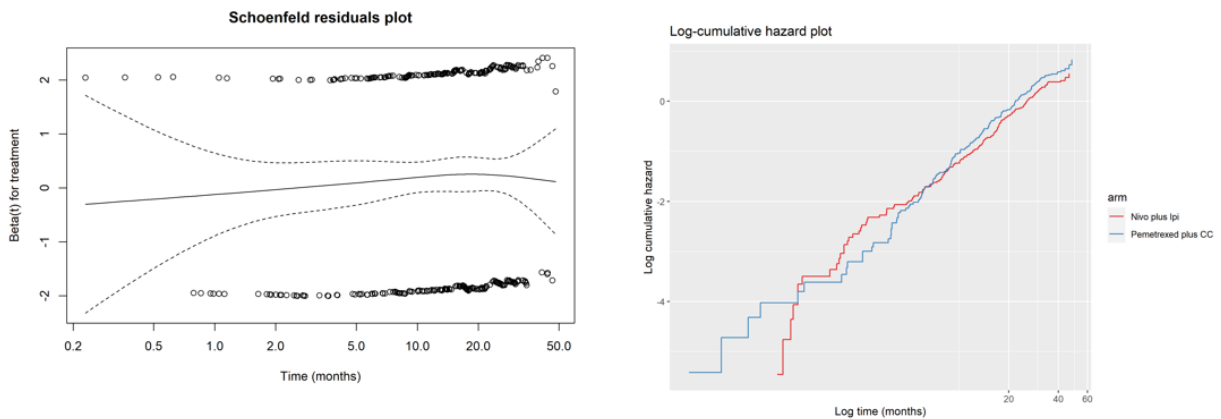 Schoenfeld residuals plot
Beta(t) for treatment
2
1
0
-1
-2
0.2 0.5 1.0 2.0 5.0 10.0 20.0 50.0
Time (months)
Log-cumulative hazard plot
Log cumulative hazard
0
-2
-4
20 40 60
Log time (months)
arm
Nivo plus Ipi
Pemetrexed plus CC